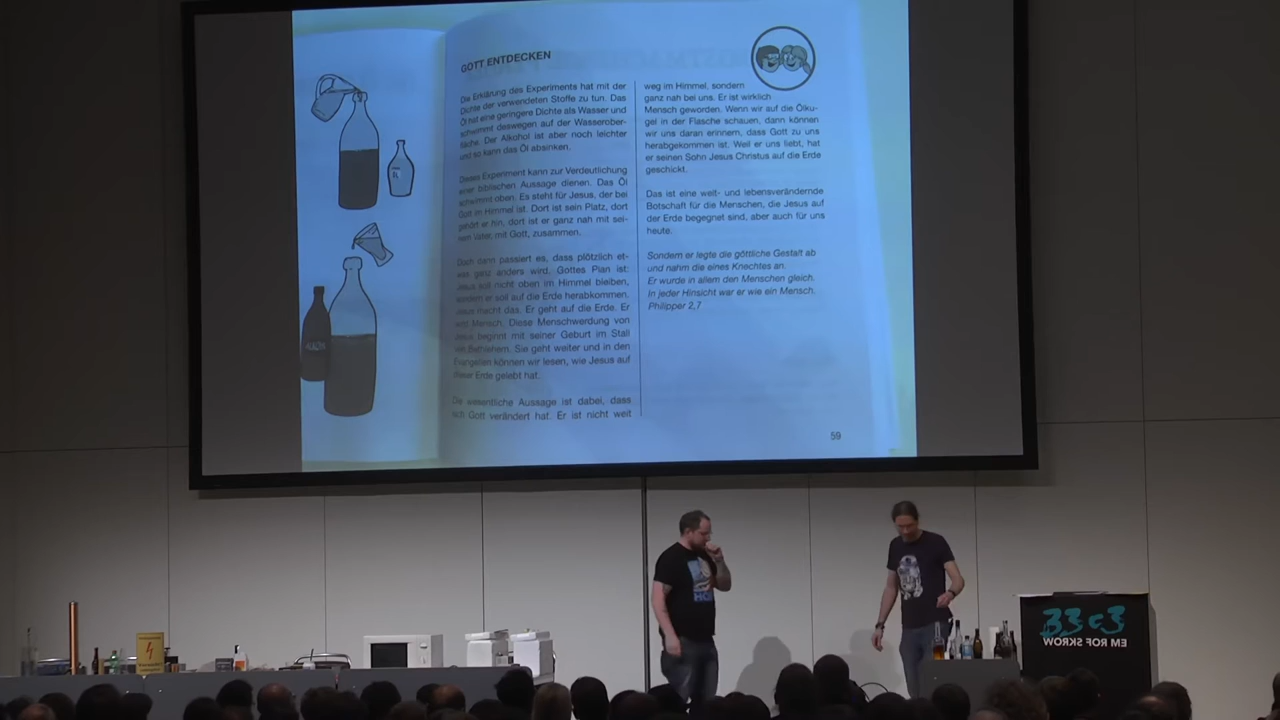 GOTT ENTDECKEN
Die Erklärung des Experiments hat mit der
Dichte der verwendeten Stoffe zu tun. Das
Öl hat eine geringere Dichte als Wasser und
schwimmt deswegen auf der Wasserober-
fläche. Der Alkohol ist aber noch leichter
und so kann das Öl absinken.
Dieses Experiment kann zur Verdeutlichung
einer biblischen Aussage dienen. Das Öl
schwimmt oben. Es steht für Jesus, der bei
Gott im Himmel ist. Dort ist sein Platz, dort
gehört er hin, dort ist er ganz nah mit sei-
nem Vater, mit Gott, zusammen.
Doch dann passiert es, dass plötzlich et-
was ganz anders wird. Gottes Plan ist:
Jesus soll nicht oben im Himmel bleiben,
sondern er soll auf die Erde herabkommen.
Jesus macht das. Er geht auf die Erde. Er
wird Mensch. Diese Menschwerdung von
Jesus beginnt mit seiner Geburt im Stall
von Bethlehem. Sie geht weiter und in den
Evangelien können wir lesen, wie Jesus auf
dieser Erde gelebt hat.
Die wesentliche Aussage ist dabei, dass
sich Gott verändert hat. Er ist nicht weit
weg im Himmel, sondern
ganz nah bei uns. Er ist wirklich
Mensch geworden. Wenn wir auf die Ölku-
gel in der Flasche schauen, dann können
wir uns daran erinnern, dass Gott zu uns
herabgekommen ist. Weil er uns liebt, hat
er seinen Sohn Jesus Christus auf die Erde
geschickt.
Das ist eine welt- und lebensverändernde
Botschaft für die Menschen, die Jesus auf
der Erde begegnet sind, aber auch für uns
heute.
Sondern er legte die göttliche Gestalt ab
und nahm die eines Knechtes an.
Er wurde in allem den Menschen gleich.
In jeder Hinsicht war er wie ein Mensch.
Philipper 2,7
59
ÖL
33c3
WORKS FOR ME